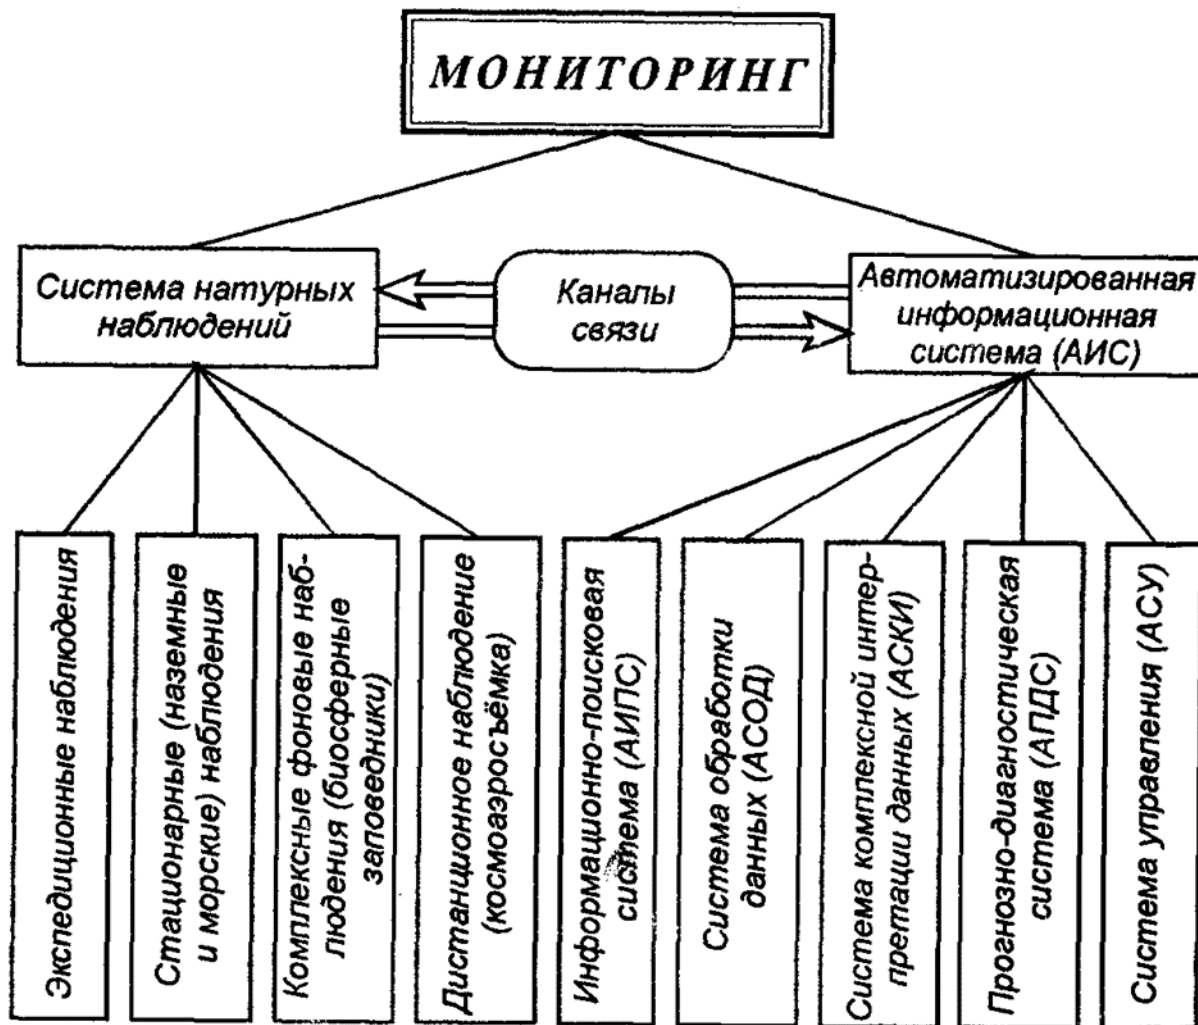 МОНИТОРИНГ
Система натурных
наблюдений
Каналы
связи
Автоматизированная
информационная
система (АИС)
Экспедиционные наблюдения
Стационарные (наземные
и морские) наблюдения
Комплексные фоновые наб-
людения (биосферные
заповедники)
Дистанционное наблюдение
(космоаэросъёмка)
Информационно-поисковая
система (АИПС)
Система обработки
данных (АСОД)
Система комплексной интер-
претации данных (АСКИ)
Прогнозно-диагностическая
система (АПДС)
Система управления (АСУ)